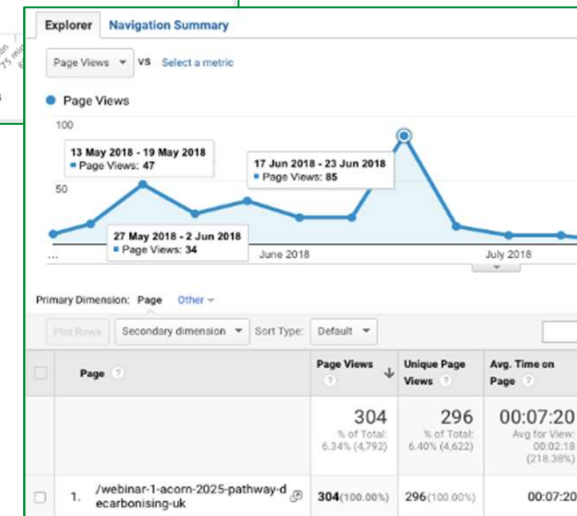 Explorer Navigation Summary
Page Views VS Select a metric
Page Views
100
13 May 2018 - 19 May 2018
Page Views: 47
17 Jun 2018 - 23 Jun 2018
Page Views: 85
50
27 May 2018 - 2 Jun 2018
Page Views: 34
... June 2018 July 2018
Primary Dimension: Page Other
Plot Rows Secondary dimension Sort Type: Default
Page ? Page Views ? Unique Page Views ? Avg. Time on Page ?
304 296 00:07:20
% of Total: % of Total: Avg for View:
6.34% (4,792) 6.40% (4,622) 00:02:18
(218.38%)
1. /webinar-1-acorn-2025-pathway-d
ecarbonising-uk
304(100.00%) 296(100.00%) 00:07:20